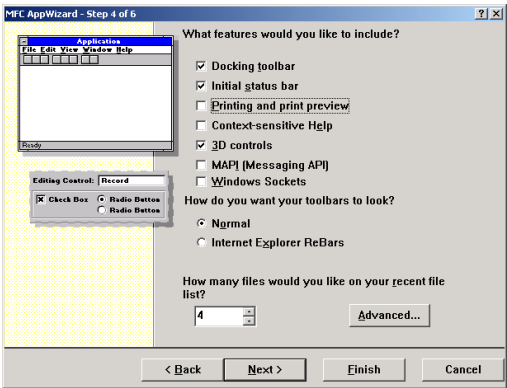 MFC AppWizard - Step 4 of 6
What features would you like to include?
Application
File Edit View Window Help
Ready
Docking toolbar
Initial status bar
Printing and print preview
Context-sensitive Help
3D controls
MAPI (Messaging API)
Windows Sockets
Editing Control: Record
Check Box
Radio Button
Radio Button
How do you want your toolbars to look?
Normal
Internet Explorer ReBars
How many files would you like on your recent file
list?
4
Advanced...
< Back
Next >
Finish
Cancel